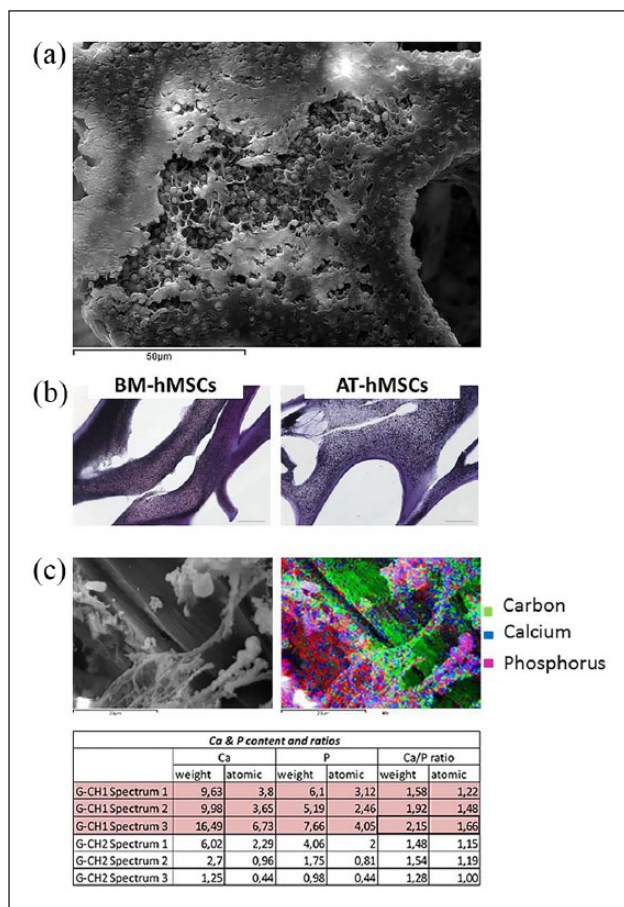 (a)
50µm
(b)
BM-hMSCs
AT-hMSCs
(c)
Carbon
Calcium
Phosphorus
Ca & P content and ratios
Ca P Ca/P ratio
weight atomic weight atomic weight atomic
G-CH1 Spectrum 1 9,63 3,8 6,1 3,12 1,58 1,22
G-CH1 Spectrum 2 9,98 3,65 5,19 2,46 1,92 1,48
G-CH1 Spectrum 3 16,49 6,73 7,66 4,05 2,15 1,66
G-CH2 Spectrum 1 6,02 2,29 4,06 2 1,48 1,15
G-CH2 Spectrum 2 2,7 0,96 1,75 0,81 1,54 1,19
G-CH2 Spectrum 3 1,25 0,44 0,98 0,44 1,28 1,00